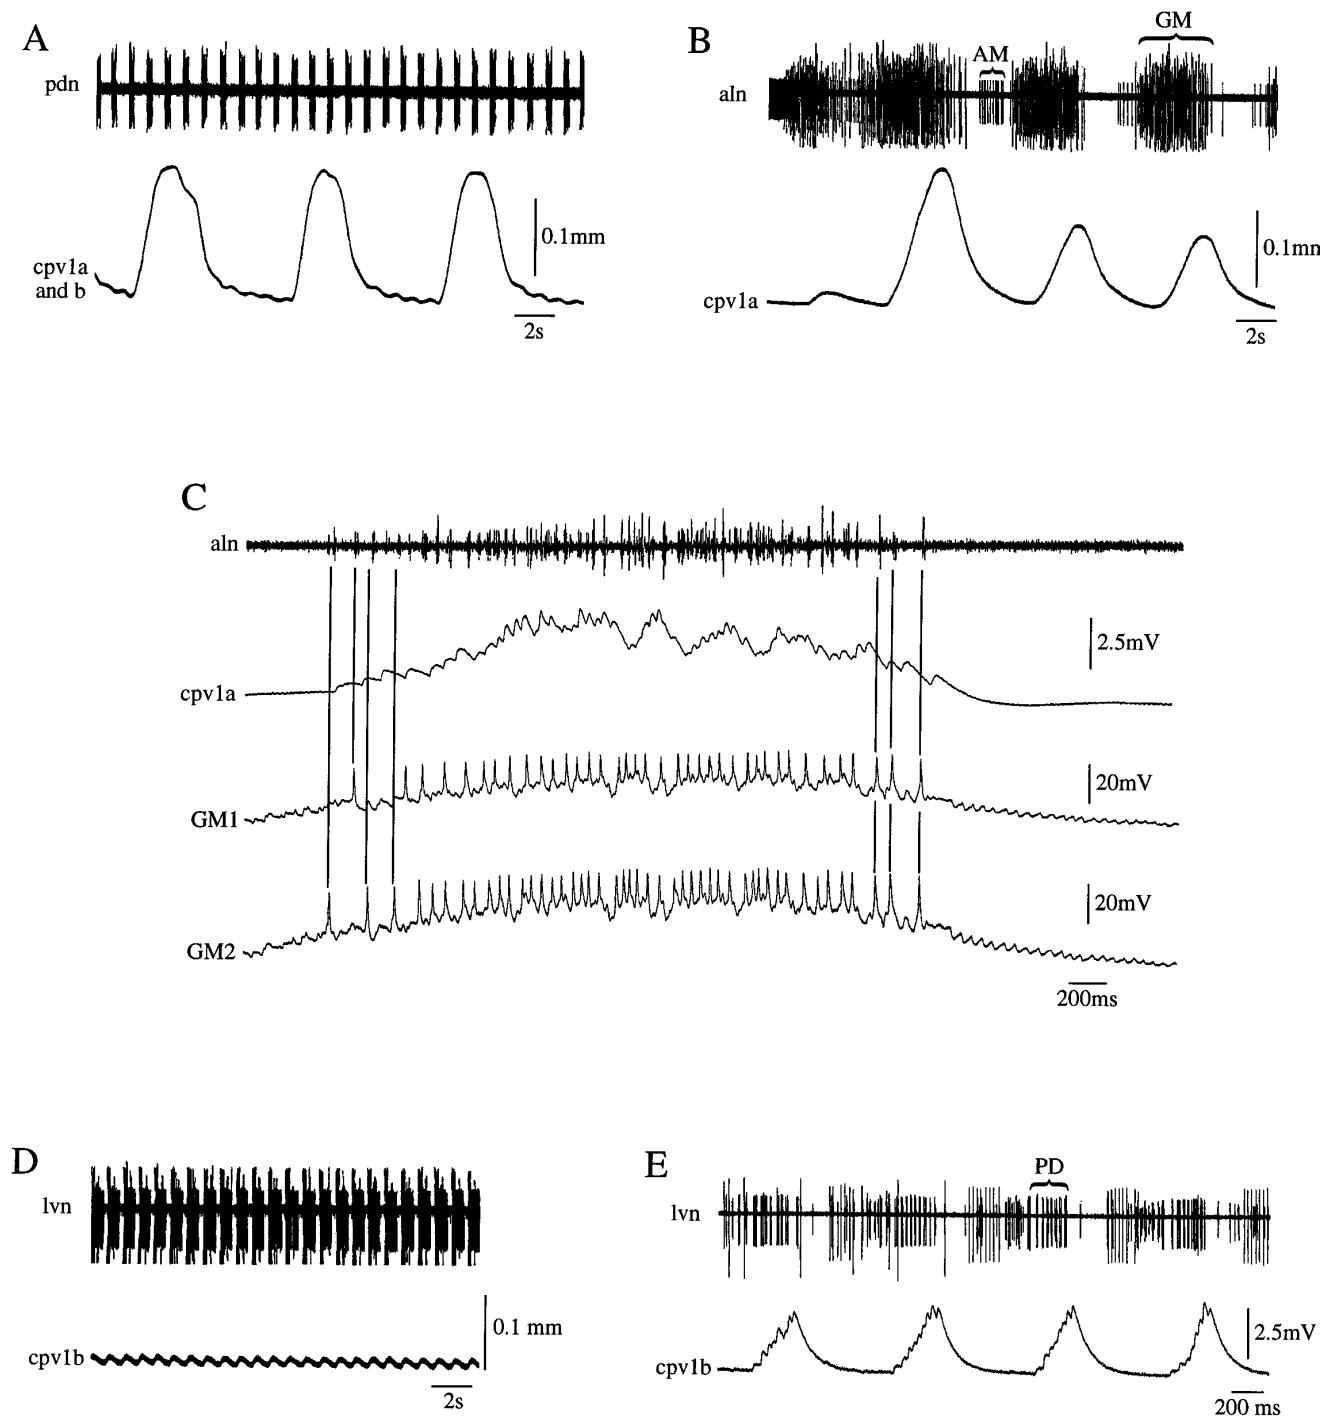 A
pdn
cpv1a
and b
0.1mm
2s
B
aln
AM
GM
cpv1a
0.1mm
2s
C
aln
cpv1a
2.5mV
GM1
20mV
GM2
20mV
200ms
D
lvn
cpv1b
0.1 mm
2s
E
lvn
PD
cpv1b
2.5mV
200 ms